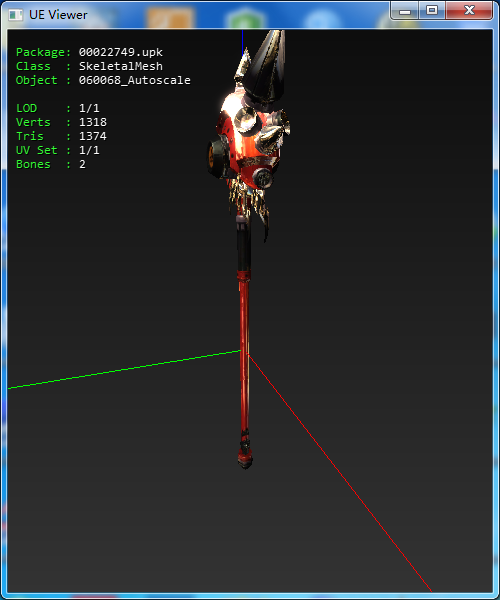 UE Viewer
Package: 00022749.upk
Class : SkeletalMesh
Object : 060068_Autoscale
LOD : 1/1
Verts : 1318
Tris : 1374
UV Set : 1/1
Bones : 2